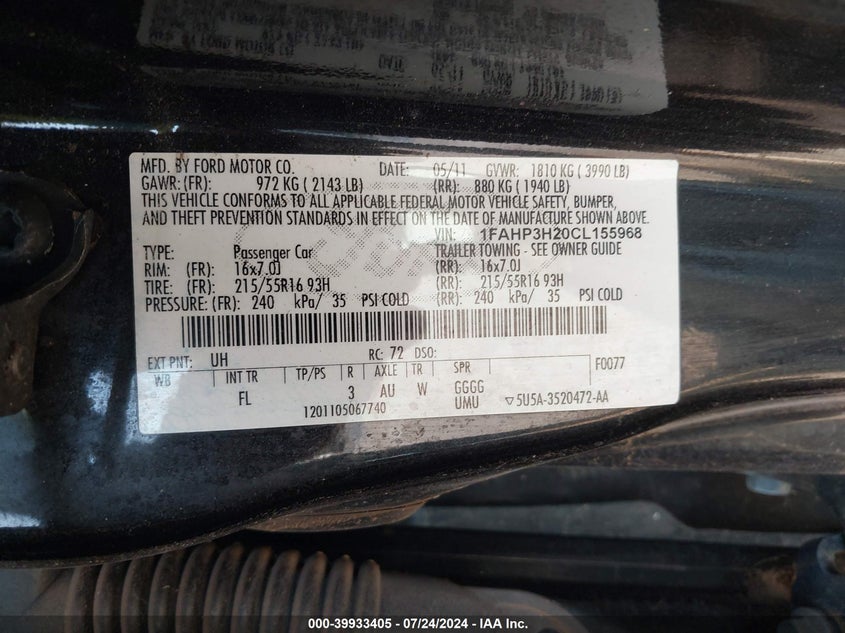 MFD. BY FORD MOTOR CO. DATE: 05/11 GVWR: 1810 KG ( 3990 LB)
GAWR: (FR): 972 KG ( 2143 LB) (RR): 880 KG ( 1940 LB)
THIS VEHICLE CONFORMS TO ALL APPLICABLE FEDERAL MOTOR VEHICLE SAFETY, BUMPER,
AND THEFT PREVENTION STANDARDS IN EFFECT ON THE DATE OF MANUFACTURE SHOWN ABOVE.
VIN: 1FAHP3H20CL155968
TYPE: Passenger Car TRAILER TOWING - SEE OWNER GUIDE
RIM: (FR): 16x7.0J (RR): 16x7.0J
TIRE: (FR): 215/55R16 93H (RR): 215/55R16 93H
PRESSURE: (FR): 240 kPa/ 35 PSI COLD (RR): 240 kPa/ 35 PSI COLD
EXT PNT: UH RC: 72 DSO: F0077
WB INT TR TP/PS R AXLE TR SPR
FL 3 AU W GGGG
1201105067740 UMU ▽5U5A-3520472-AA
000-39933405 - 07/24/2024 - IAA Inc.